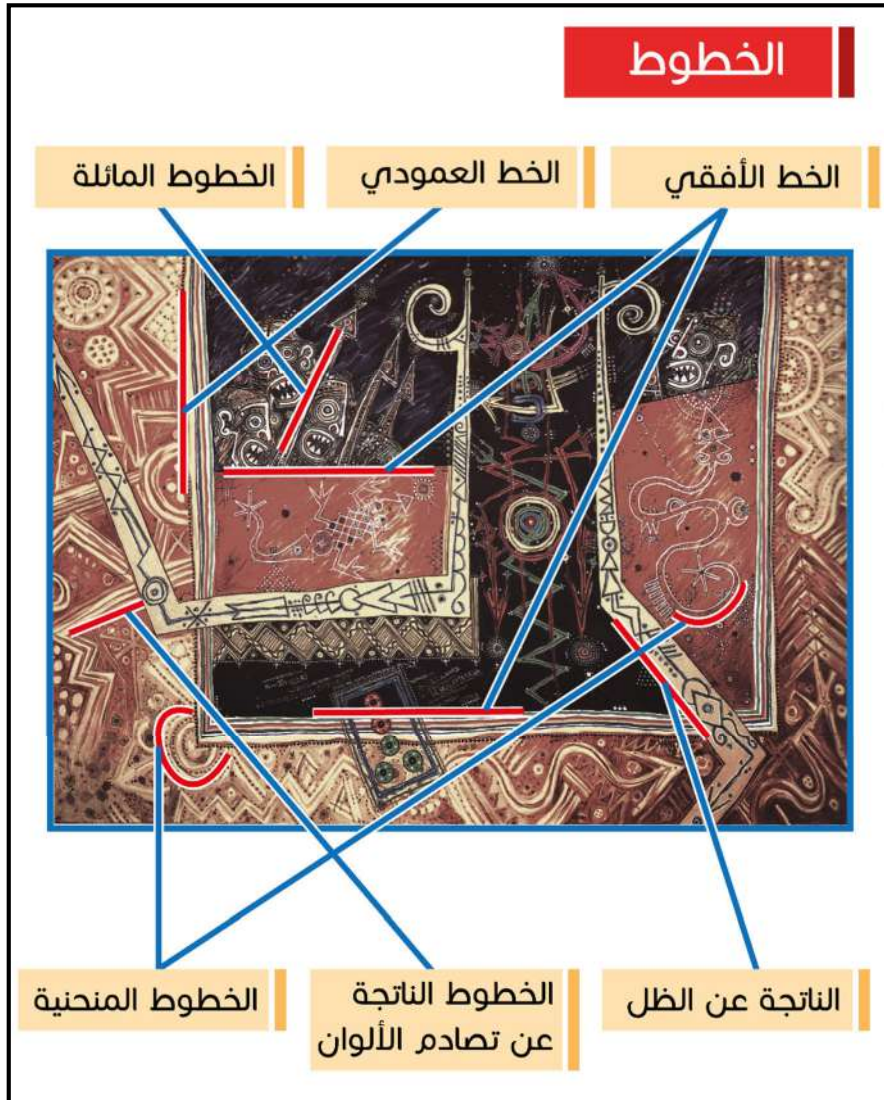 الخطوط
الخط الأفقي
الخط العمودي
الخطوط المائلة
الناتجة عن الظل
الخطوط الناتجة
عن تصادم الألوان
الخطوط المنحنية